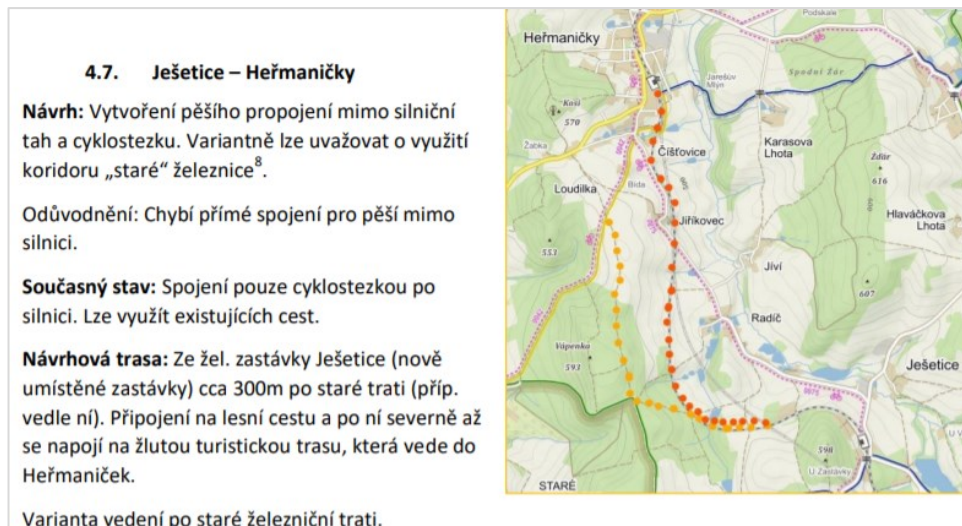 4.7. Ješetice – Heřmaničky
Návrh: Vytvoření pěšího propojení mimo silniční
tah a cyklostezku. Variantně lze uvažovat o využití
koridoru „staré“ železnice⁸.
Odůvodnění: Chybí přímé spojení pro pěší mimo
silnici.
Současný stav: Spojení pouze cyklostezkou po
silnici. Lze využít existujících cest.
Návrhová trasa: Ze žel. zastávky Ješetice (nově
umístěné zastávky) cca 300m po staré trati (příp.
vedle ní). Připojení na lesní cestu a po ní severně až
se napojí na žlutou turistickou trasu, která vede do
Heřmaniček.
Varianta vedení po staré železniční trati.
Podskalé
Heřmaničky
Jarešův
Mlýn
Spodní Žár
Kosí
570
Žabka
Číšťovice
Karasova
Lhota
Žďár
616
Loudilka
Bída
Jiříkovec
Hlaváčkova
Lhota
553
Jíví
607
Radíč
Vápenka
593
Ješetice
598
U Zastávky
STARÉ